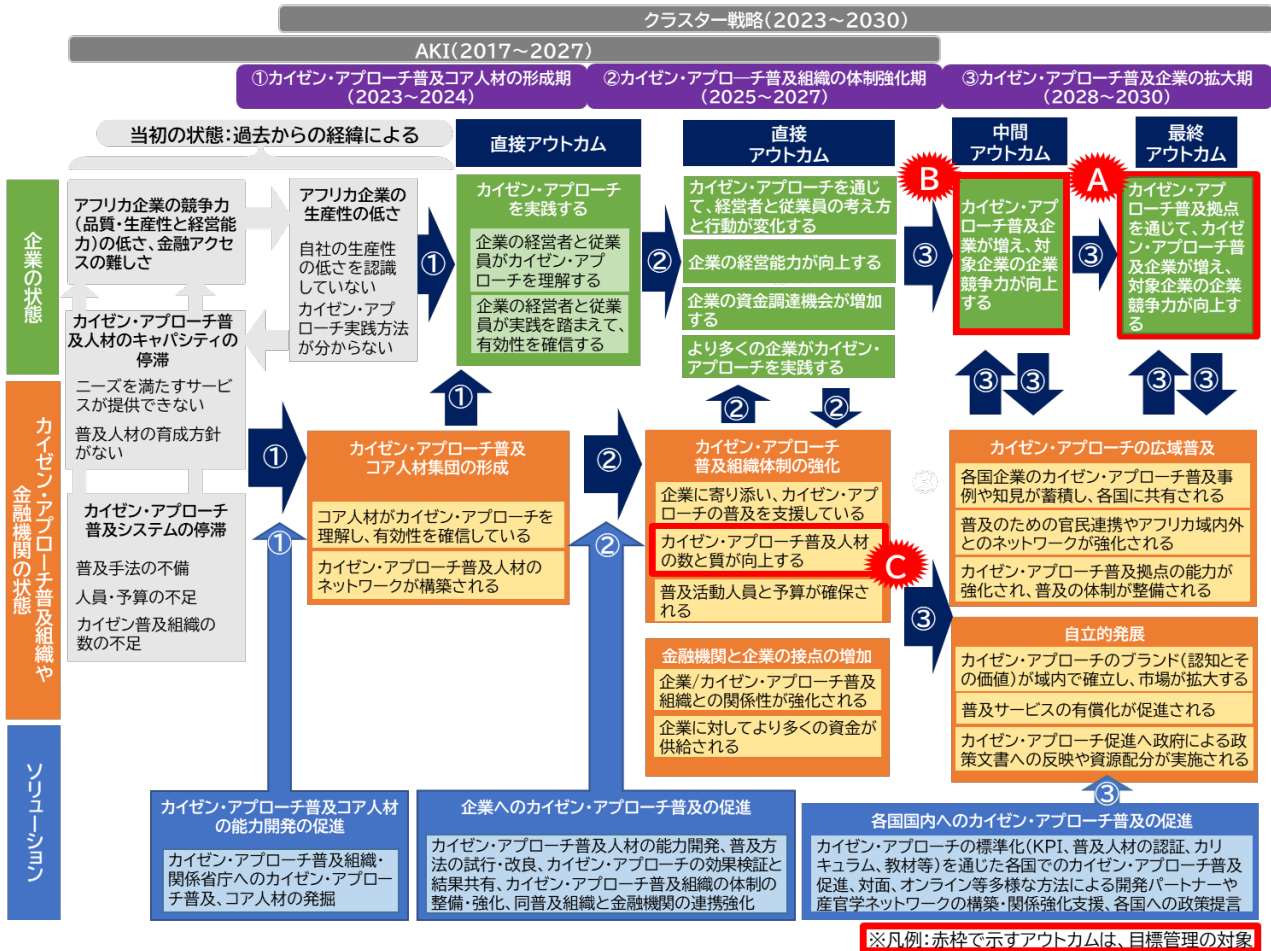 クラスター戦略(2023～2030)
AKI(2017～2027)
①カイゼン・アプローチ普及コア人材の形成期
(2023～2024)
②カイゼン・アプローチ普及組織の体制強化期
(2025～2027)
③カイゼン・アプローチ普及企業の拡大期
(2028～2030)
当初の状態:過去からの経緯による
直接アウトカム
直接
アウトカム
中間
アウトカム
最終
アウトカム
企業の状態
アフリカ企業の競争力
(品質・生産性と経営能
力)の低さ、金融アクセ
スの難しさ
アフリカ企業の
生産性の低さ
自社の生産性
の低さを認識
していない
カイゼン・アプ
ローチ実践方法
が分からない
①
カイゼン・アプローチ
を実践する
企業の経営者と従業
員がカイゼン・アプ
ローチを理解する
企業の経営者と従業
員が実践を踏まえて、
有効性を確信する
②
カイゼン・アプローチを通じ
て、経営者と従業員の考え方
と行動が変化する
企業の経営能力が向上する
企業の資金調達機会が増加
する
より多くの企業がカイゼン・
アプローチを実践する
③
B
カイゼン・アプ
ローチ普及
企業が増え、対
象企業の企業
競争力が向上
する
③
A
カイゼン・アプ
ローチ普及拠点
を通じて、カイゼ
ン・アプローチ普
及企業が増え、
対象企業の企業
競争力が向上す
る
カイゼン・アプローチ普及組織や
金融機関の状態
カイゼン・アプローチ普
及人材のキャパシティの
停滞
ニーズを満たすサービ
スが提供できない
普及人材の育成方針
がない
カイゼン・アプローチ
普及システムの停滞
普及手法の不備
人員・予算の不足
カイゼン普及組織の
数の不足
①
①
①
カイゼン・アプローチ普及
コア人材集団の形成
コア人材がカイゼン・アプローチを
理解し、有効性を確信している
カイゼン・アプローチ普及人材の
ネットワークが構築される
②
②
②
②
カイゼン・アプローチ
普及組織体制の強化
企業に寄り添い、カイゼン・アプ
ローチの普及を支援している
カイゼン・アプローチ普及人材
の数と質が向上する
C
普及活動人員と予算が確保さ
れる
金融機関と企業の接点の増加
企業/カイゼン・アプローチ普及
組織との関係性が強化される
企業に対してより多くの資金が
供給される
③
③
③
③
③
③
カイゼン・アプローチの広域普及
各国企業のカイゼン・アプローチ普及事
例や知見が蓄積し、各国に共有される
普及のための官民連携やアフリカ域内外
とのネットワークが強化される
カイゼン・アプローチ普及拠点の能力が
強化され、普及の体制が整備される
自立的発展
カイゼン・アプローチのブランド(認知とそ
の価値)が域内で確立し、市場が拡大する
普及サービスの有償化が促進される
カイゼン・アプローチ促進へ政府による政
策文書への反映や資源配分が実施される
③
ソリューション
カイゼン・アプローチ普及コア人材
の能力開発の促進
カイゼン・アプローチ普及組織・
関係省庁へのカイゼン・アプロー
チ普及、コア人材の発掘
企業へのカイゼン・アプローチ普及の促進
カイゼン・アプローチ普及人材の能力開発、普及方
法の試行・改良、カイゼン・アプローチの効果検証と
結果共有、カイゼン・アプローチ普及組織の体制の
整備・強化、同普及組織と金融機関の連携強化
各国国内へのカイゼン・アプローチ普及の促進
カイゼン・アプローチの標準化(KPI、普及人材の認証、カリ
キュラム、教材等)を通じた各国でのカイゼン・アプローチ普及
促進、対面、オンライン等多様な方法による開発パートナーや
産官学ネットワークの構築・関係強化支援、各国への政策提言
※凡例:赤枠で示すアウトカムは、目標管理の対象